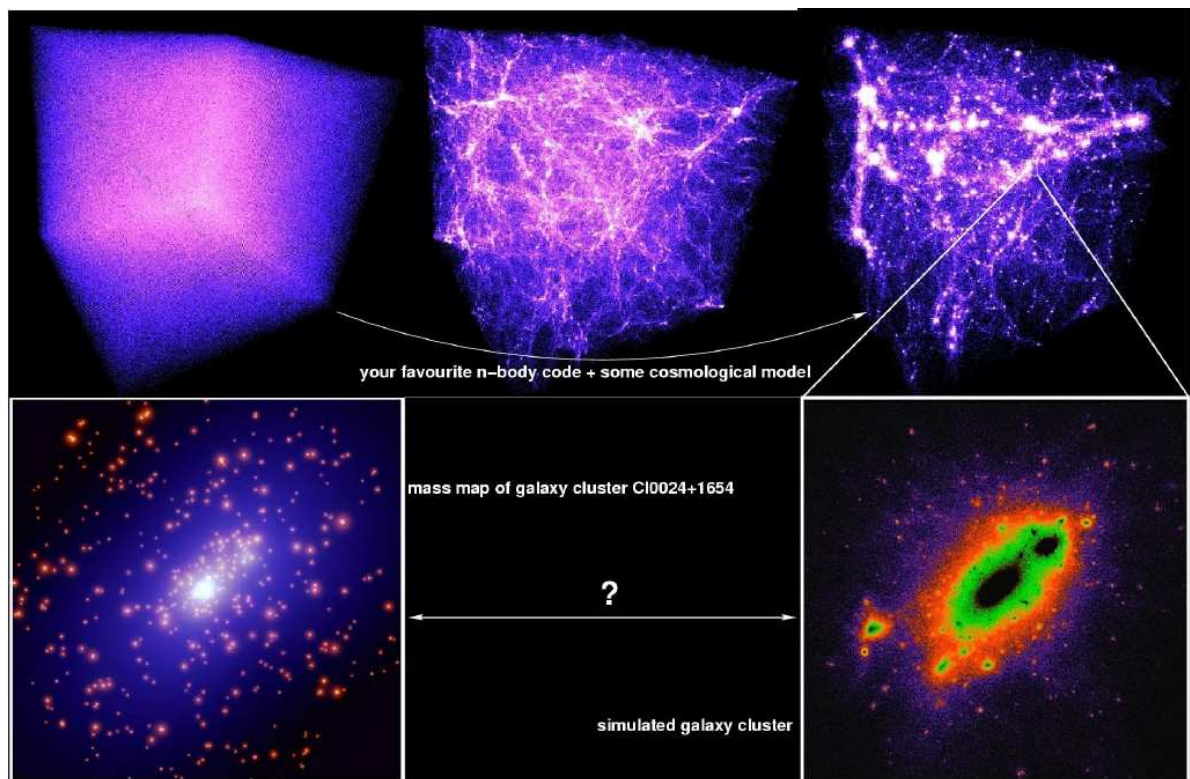 your favourite n-body code + some cosmological model
mass map of galaxy cluster Cl0024+1654
?
simulated galaxy cluster